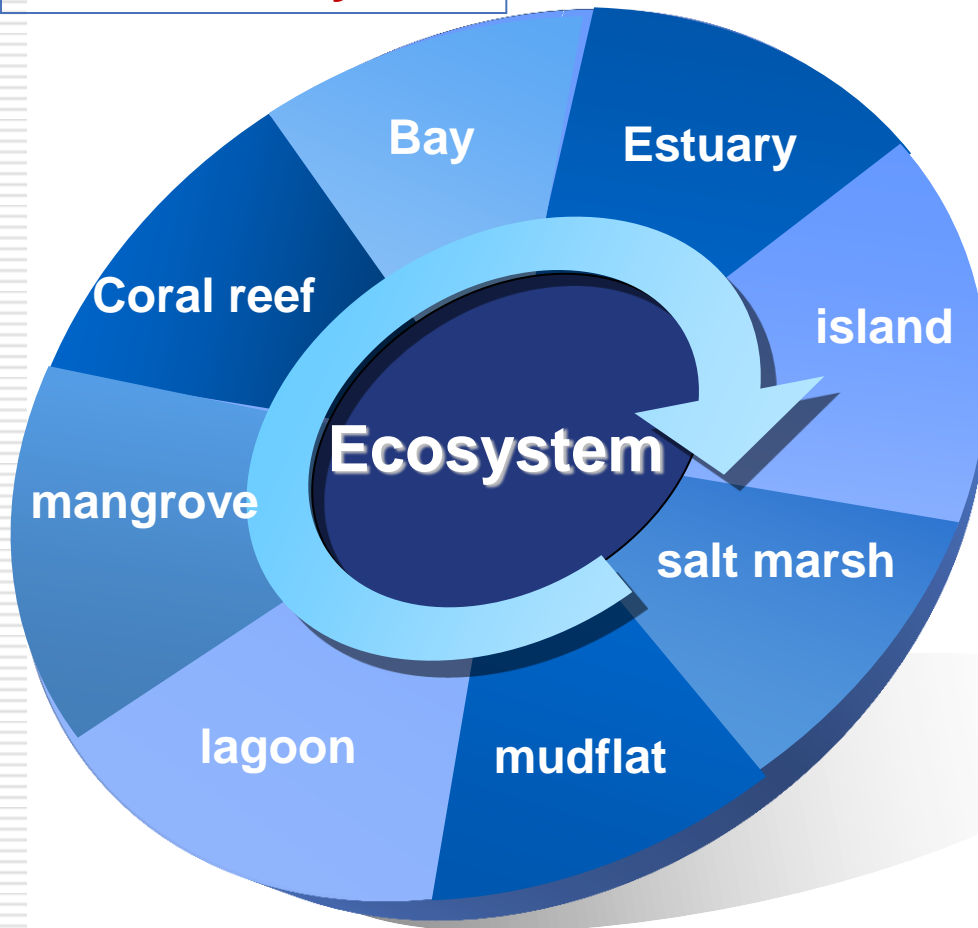 Bay
Estuary
Coral reef
island
Ecosystem
mangrove
salt marsh
lagoon
mudflat